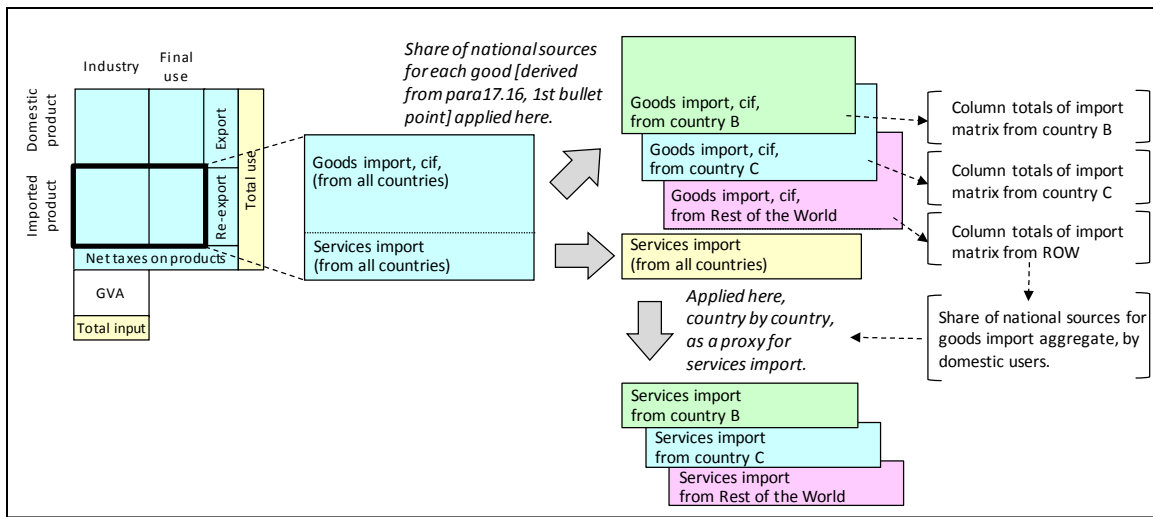 Industry
Final
use
Domestic
product
Imported
product
Export
Re-export
Total use
Net taxes on products
GVA
Total input
Share of national sources
for each good [derived
from para17.16, 1st bullet
point] applied here.
Goods import, cif,
(from all countries)
Services import
(from all countries)
Goods import, cif,
from country B
Goods import, cif,
from country C
Goods import, cif,
from Rest of the World
Services import
(from all countries)
Column totals of import
matrix from country B
Column totals of import
matrix from country C
Column totals of import
matrix from ROW
Share of national sources for
goods import aggregate, by
domestic users.
Applied here,
country by country,
as a proxy for
services import.
Services import
from country B
Services import
from country C
Services import
from Rest of the World